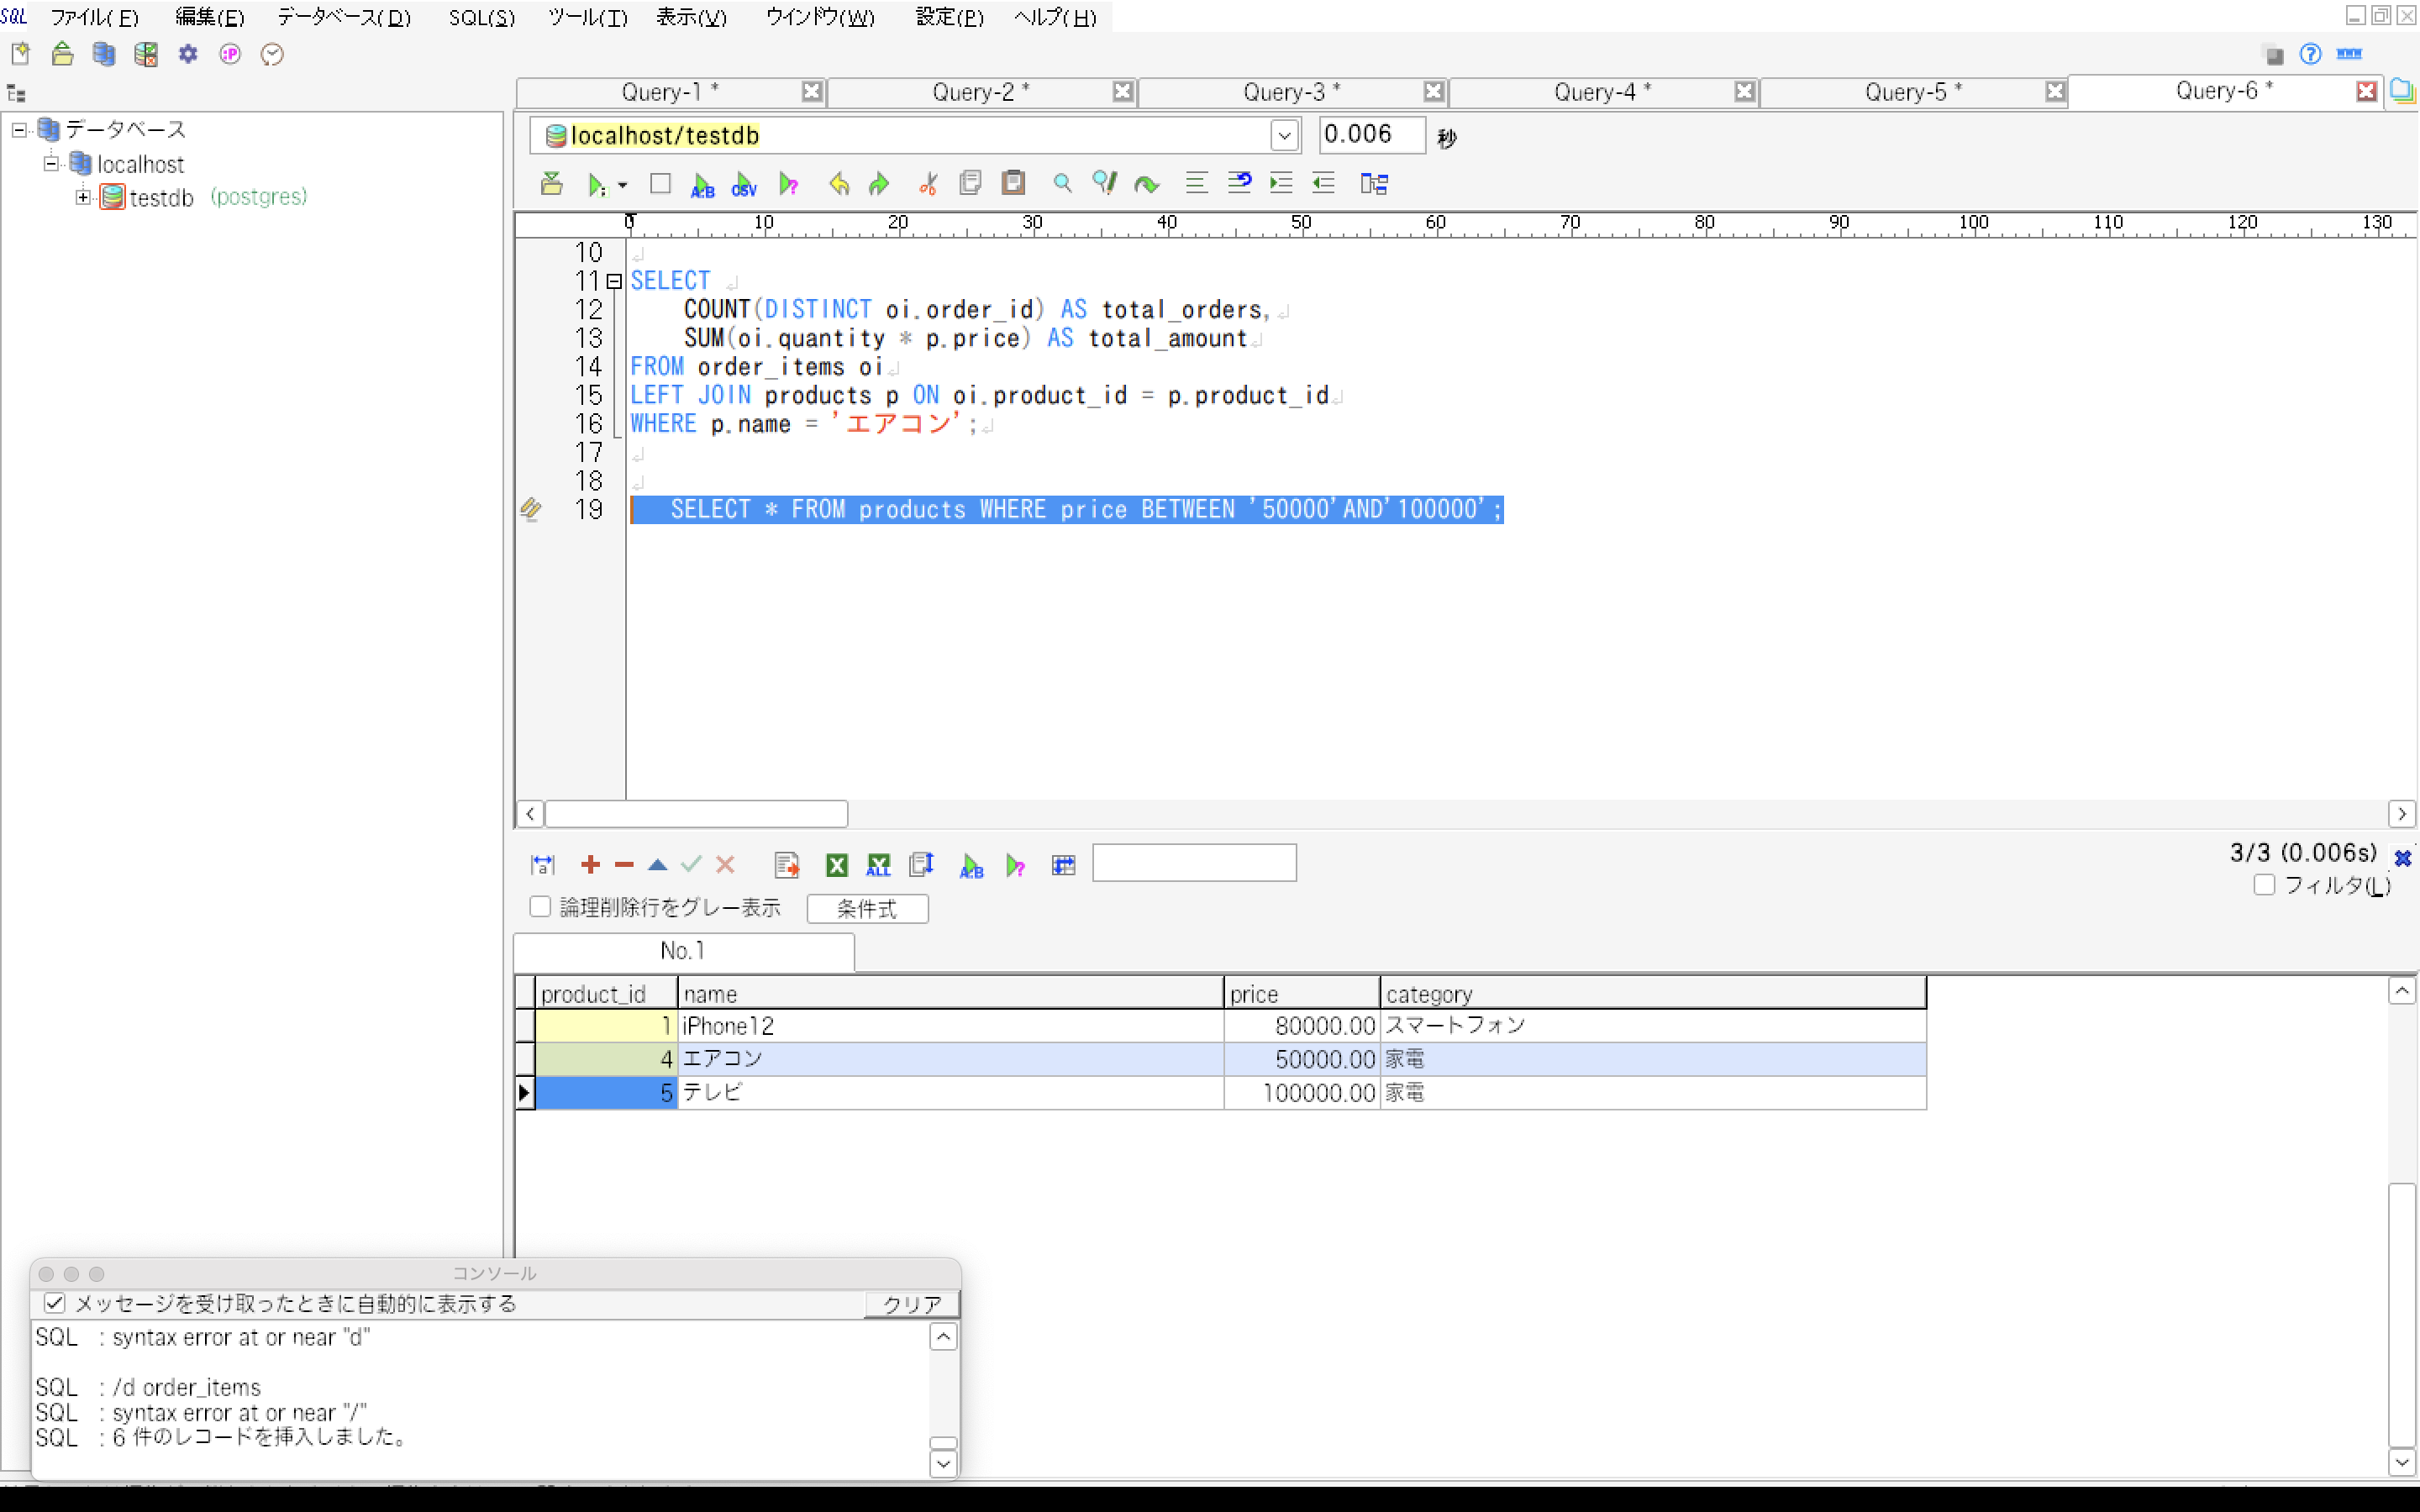 SQL ファイル(F) 編集(E) データベース(D) SQL(S) ツール(T) 表示(V) ウインドウ(W) 設定(P) ヘルプ(H)
Query-1 * Query-2 * Query-3 * Query-4 * Query-5 * Query-6 *
データベース
localhost
testdb (postgres)
localhost/testdb 0.006 秒
A:B CSV
0 10 20 30 40 50 60 70 80 90 100 110 120 130
10
11 SELECT
12 COUNT(DISTINCT oi.order_id) AS total_orders,
13 SUM(oi.quantity * p.price) AS total_amount
14 FROM order_items oi
15 LEFT JOIN products p ON oi.product_id = p.product_id
16 WHERE p.name = 'エアコン';
17
18
19 SELECT * FROM products WHERE price BETWEEN '50000'AND'100000';
ALL A:B
3/3 (0.006s)
フィルタ(L)
論理削除行をグレー表示 条件式
No.1
product_id name price category
1 iPhone12 80000.00 スマートフォン
4 エアコン 50000.00 家電
5 テレビ 100000.00 家電
コンソール
メッセージを受け取ったときに自動的に表示する クリア
SQL : syntax error at or near "d"
SQL : /d order_items
SQL : syntax error at or near "/"
SQL : 6 件のレコードを挿入しました。